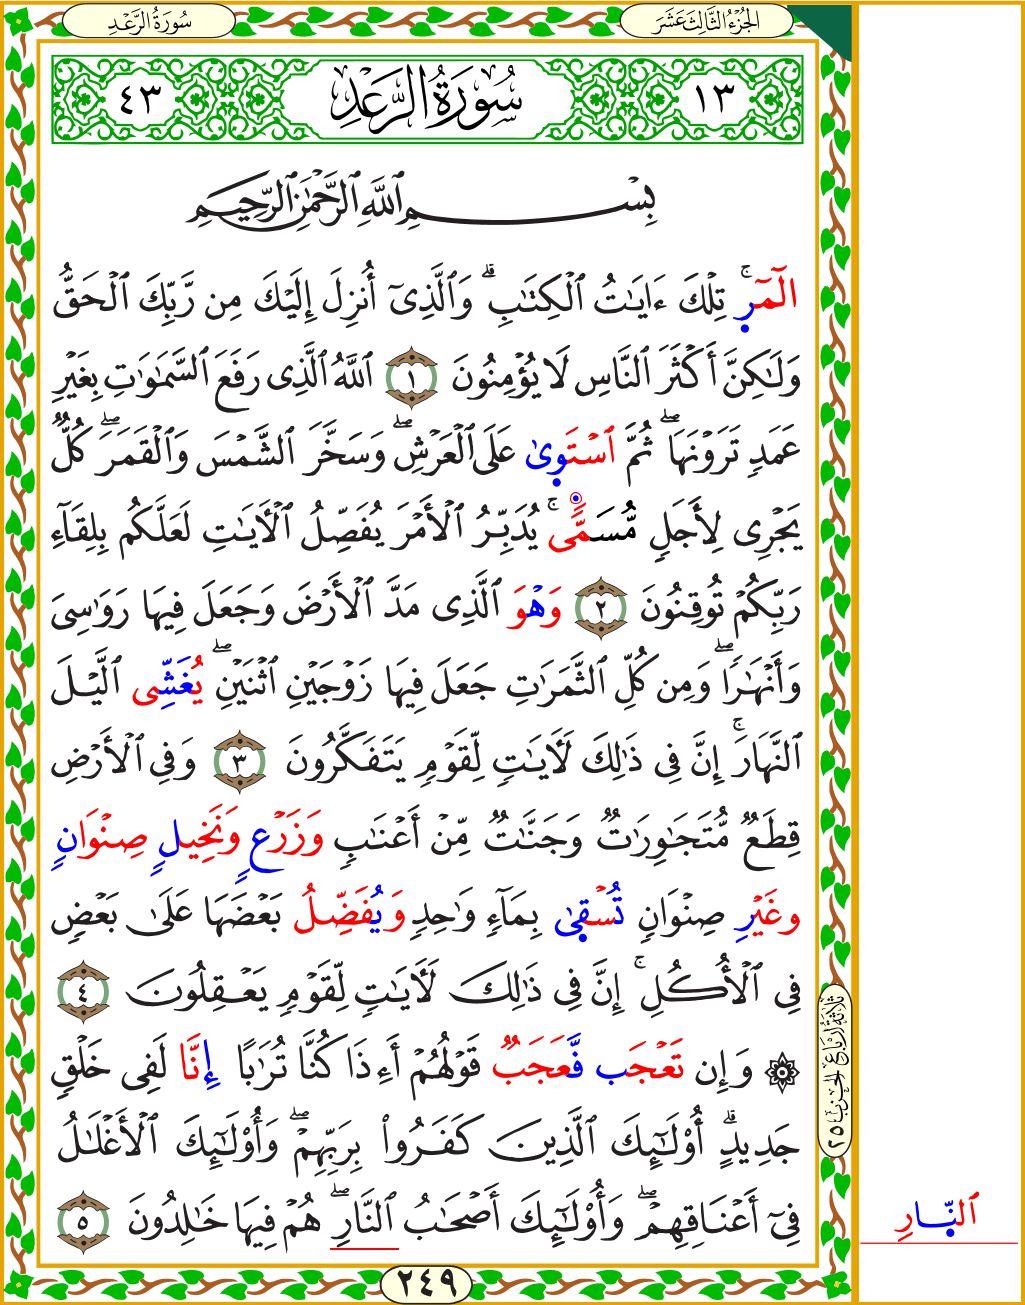 الجُزْءُ الثَّالِثَ عَشَرَ
سُورَةُ الرَّعْدِ
١٣ سُورَةُ الرَّعْدِ ٤٣
بِسْمِ ٱللَّهِ ٱلرَّحْمَٰنِ ٱلرَّحِيمِ
الٓمٓرۚ تِلْكَ ءَايَٰتُ ٱلْكِتَٰبِۗ وَٱلَّذِىٓ أُنزِلَ إِلَيْكَ مِن رَّبِّكَ ٱلْحَقُّ
وَلَٰكِنَّ أَكْثَرَ ٱلنَّاسِ لَا يُؤْمِنُونَ ١ ٱللَّهُ ٱلَّذِى رَفَعَ ٱلسَّمَٰوَٰتِ بِغَيْرِ
عَمَدٍ تَرَوْنَهَاۖ ثُمَّ ٱسْتَوىٰ عَلَى ٱلْعَرْشِۖ وَسَخَّرَ ٱلشَّمْسَ وَٱلْقَمَرَۖ كُلٌّ
يَجْرِى لِأَجَلٍ مُّسَمًّىۚ يُدَبِّرُ ٱلْأَمْرَ يُفَصِّلُ ٱلْأٓيَٰتِ لَعَلَّكُم بِلِقَآءِ
رَبِّكُمْ تُوقِنُونَ ٢ وَهْوَ ٱلَّذِى مَدَّ ٱلْأَرْضَ وَجَعَلَ فِيهَا رَوَٰسِىَ
وَأَنْهَٰرًاۖ وَمِن كُلِّ ٱلثَّمَرَٰتِ جَعَلَ فِيهَا زَوْجَيْنِ ٱثْنَيْنِۖ يُغَشِّى ٱلَّيْلَ
ٱلنَّهَارَۚ إِنَّ فِى ذَٰلِكَ لَأٓيَٰتٍ لِّقَوْمٍ يَتَفَكَّرُونَ ٣ وَفِى ٱلْأَرْضِ
قِطَعٌ مُّتَجَٰوِرَٰتٌ وَجَنَّٰتٌ مِّنْ أَعْنَٰبٍ وَزَرْعٍ وَنَخِيلٍ صِنْوَانٍ
وغَيْرِ صِنْوَانٍ تُسْقِىٰ بِمَآءٍ وَٰحِدٍ وَيُفَضِّلُ بَعْضَهَا عَلَىٰ بَعْضٍ
فِى ٱلْأُكُلِۚ إِنَّ فِى ذَٰلِكَ لَأٓيَٰتٍ لِّقَوْمٍ يَعْقِلُونَ ٤
۞ وَإِن تَعْجَب فَّعَجَبٌ قَوْلُهُمْ أَءِذَا كُنَّا تُرَٰبًا إِنَّا لَفِى خَلْقٍ
جَدِيدٍۗ أُو۟لَٰٓئِكَ ٱلَّذِينَ كَفَرُوا۟ بِرَبِّهِمْۖ وَأُو۟لَٰٓئِكَ ٱلْأَغْلَٰلُ
فِىٓ أَعْنَاقِهِمْۖ وَأُو۟لَٰٓئِكَ أَصْحَٰبُ ٱلنَّارِۖ هُمْ فِيهَا خَٰلِدُونَ ٥
ٱلنِّارِ
ثلاثة أرباع الحزب ٢٥
٢٤٩